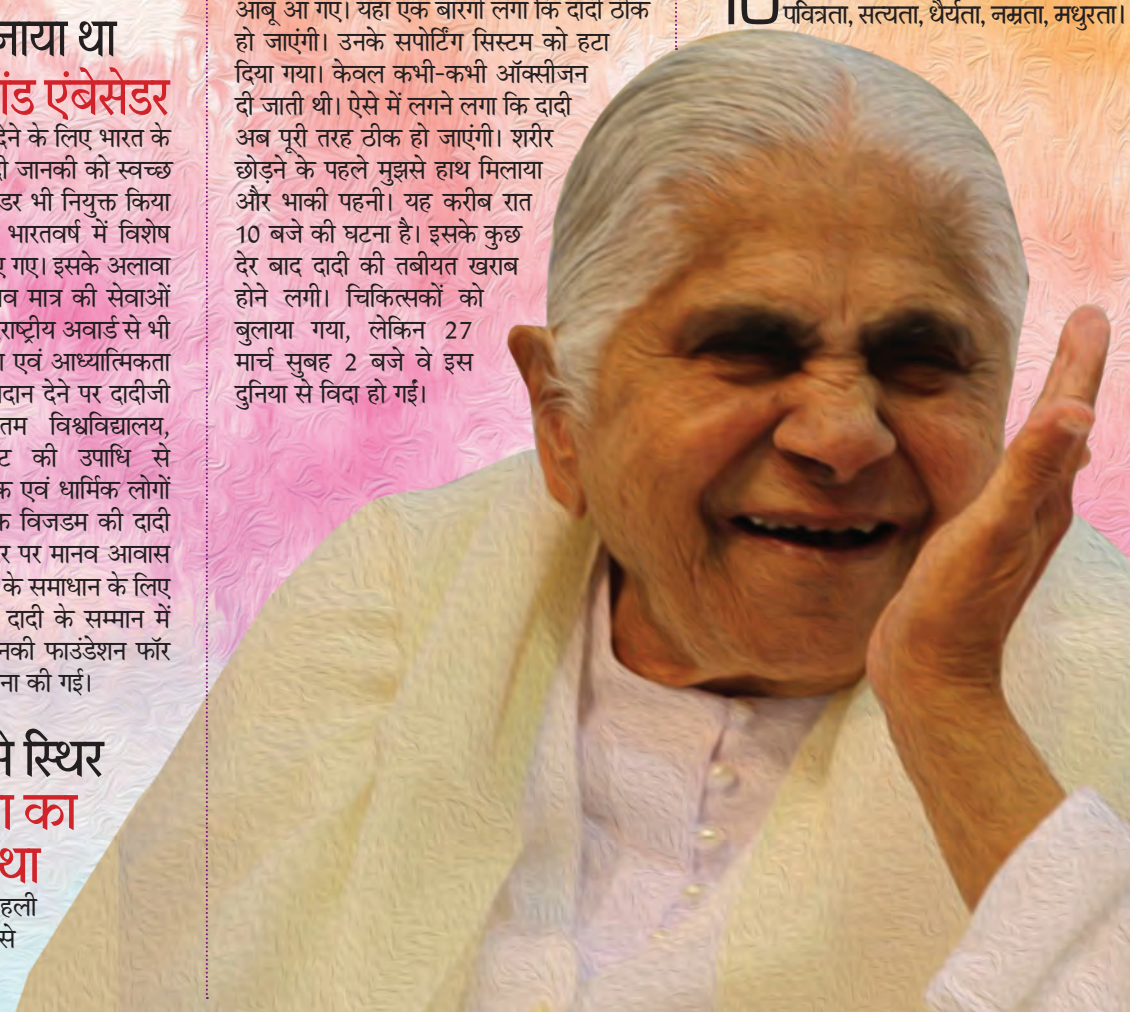 नाया था
ंड एंबेसेडर
देने के लिए भारत के
दी जानकी को स्वच्छ
डर भी नियुक्त किया
भारतवर्ष में विशेष
ए गए। इसके अलावा
व मात्र की सेवाओं
राष्ट्रीय अवार्ड से भी
एवं आध्यात्मिकता
दान देने पर दादीजी
तम विश्वविद्यालय,
ट की उपाधि से
क एवं धार्मिक लोगों
क विजडम की दादी
र पर मानव आवास
के समाधान के लिए
दादी के सम्मान में
नकी फाउंडेशन फॉर
ना की गई।
से स्थिर
का
था
हली
से
आबू आ गए। यहां एक बारगी लगा कि दादी ठीक
हो जाएंगी। उनके सपोर्टिंग सिस्टम को हटा
दिया गया। केवल कभी-कभी ऑक्सीजन
दी जाती थी। ऐसे में लगने लगा कि दादी
अब पूरी तरह ठीक हो जाएंगी। शरीर
छोड़ने के पहले मुझसे हाथ मिलाया
और भाकी पहनी। यह करीब रात
10 बजे की घटना है। इसके कुछ
देर बाद दादी की तबीयत खराब
होने लगी। चिकित्सकों को
बुलाया गया, लेकिन 27
मार्च सुबह 2 बजे वे इस
दुनिया से विदा हो गईं।
पवित्रता, सत्यता, धैर्यता, नम्रता, मधुरता।